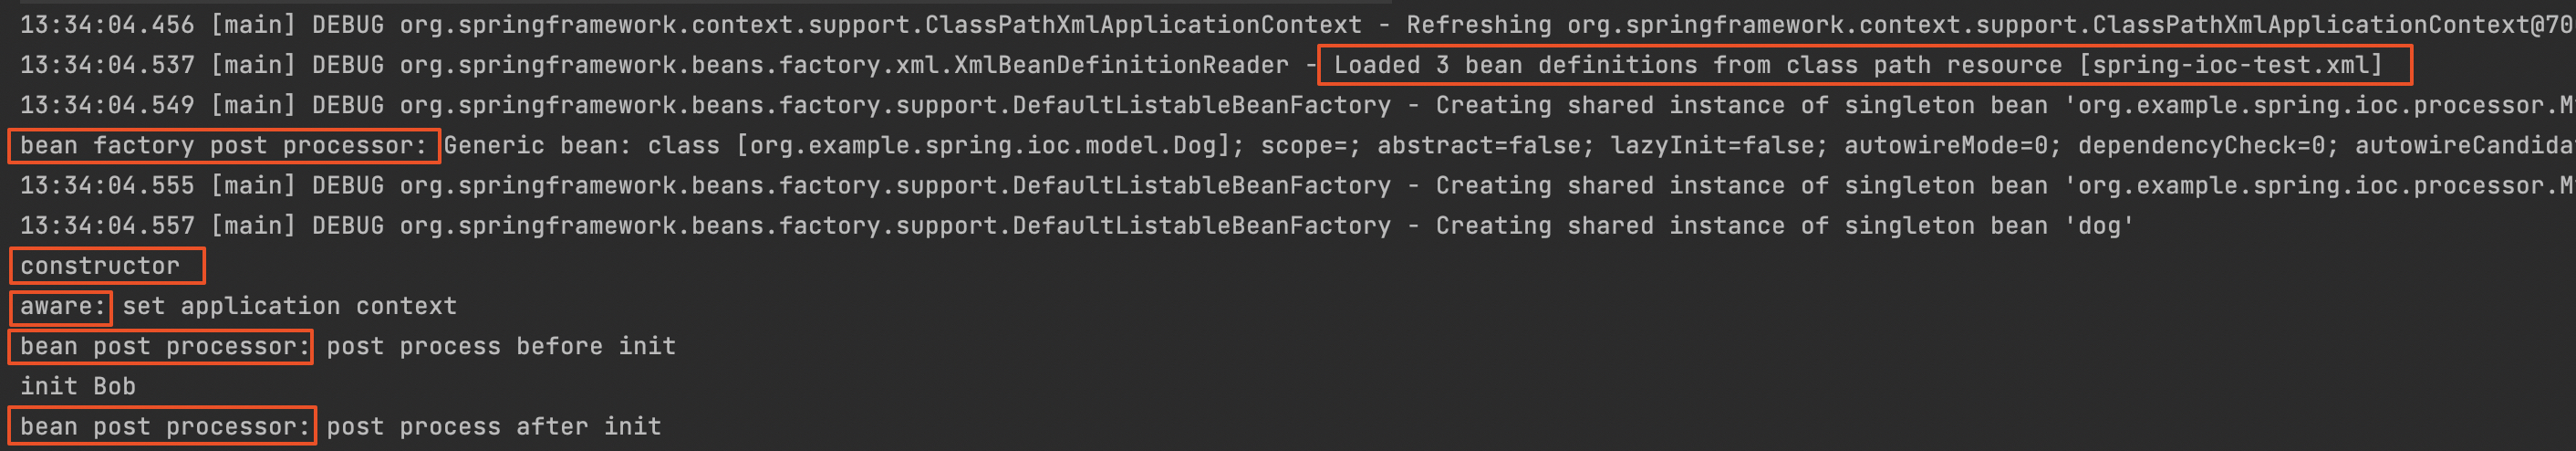 13:34:04.456 [main] DEBUG org.springframework.context.support.ClassPathXmlApplicationContext - Refreshing org.springframework.context.support.ClassPathXmlApplicationContext@70
13:34:04.537 [main] DEBUG org.springframework.beans.factory.xml.XmlBeanDefinitionReader - Loaded 3 bean definitions from class path resource [spring-ioc-test.xml]
13:34:04.549 [main] DEBUG org.springframework.beans.factory.support.DefaultListableBeanFactory - Creating shared instance of singleton bean 'org.example.spring.ioc.processor.M
bean factory post processor: Generic bean: class [org.example.spring.ioc.model.Dog]; scope=; abstract=false; lazyInit=false; autowireMode=0; dependencyCheck=0; autowireCandida
13:34:04.555 [main] DEBUG org.springframework.beans.factory.support.DefaultListableBeanFactory - Creating shared instance of singleton bean 'org.example.spring.ioc.processor.M
13:34:04.557 [main] DEBUG org.springframework.beans.factory.support.DefaultListableBeanFactory - Creating shared instance of singleton bean 'dog'
constructor
aware: set application context
bean post processor: post process before init
init Bob
bean post processor: post process after init